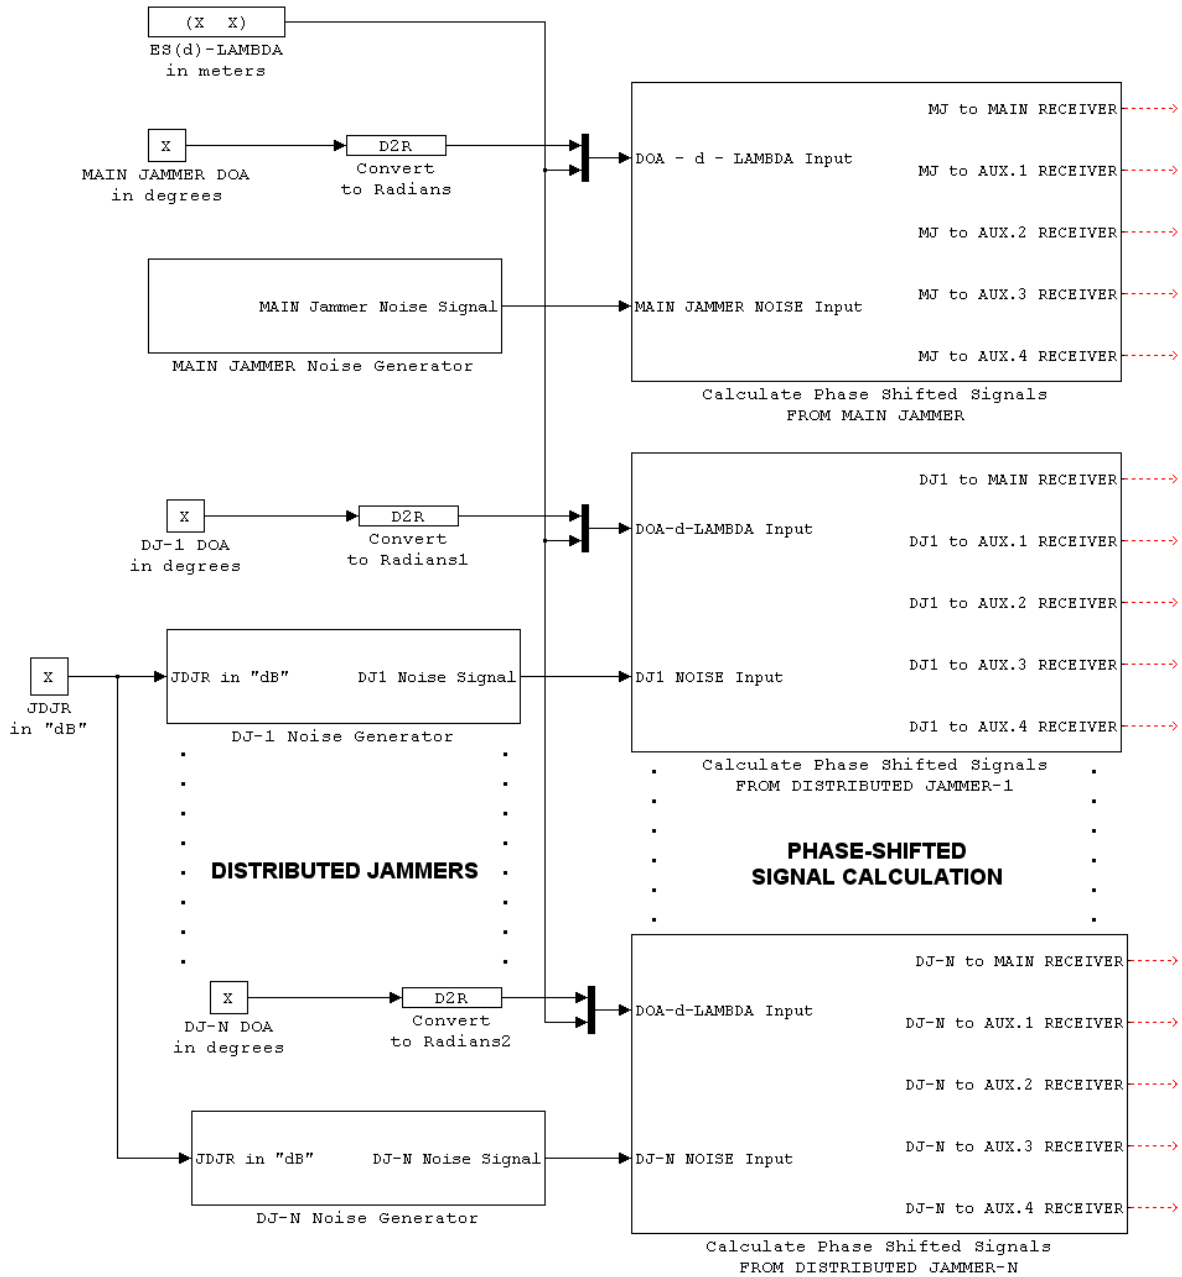 (X  X)
ES(d)-LAMBDA
in meters
X
MAIN JAMMER DOA
in degrees
D2R
Convert
to Radians
DOA - d - LAMBDA Input
MAIN JAMMER NOISE Input
MJ to MAIN RECEIVER
MJ to AUX.1 RECEIVER
MJ to AUX.2 RECEIVER
MJ to AUX.3 RECEIVER
MJ to AUX.4 RECEIVER
Calculate Phase Shifted Signals
FROM MAIN JAMMER
MAIN Jammer Noise Signal
MAIN JAMMER Noise Generator
X
DJ-1 DOA
in degrees
D2R
Convert
to Radians1
DOA-d-LAMBDA Input
DJ1 NOISE Input
DJ1 to MAIN RECEIVER
DJ1 to AUX.1 RECEIVER
DJ1 to AUX.2 RECEIVER
DJ1 to AUX.3 RECEIVER
DJ1 to AUX.4 RECEIVER
Calculate Phase Shifted Signals
FROM DISTRIBUTED JAMMER-1
X
JDJR
in "dB"
JDJR in "dB"
DJ1 Noise Signal
DJ-1 Noise Generator
DISTRIBUTED JAMMERS
PHASE-SHIFTED
SIGNAL CALCULATION
X
DJ-N DOA
in degrees
D2R
Convert
to Radians2
DOA-d-LAMBDA Input
DJ-N NOISE Input
DJ-N to MAIN RECEIVER
DJ-N to AUX.1 RECEIVER
DJ-N to AUX.2 RECEIVER
DJ-N to AUX.3 RECEIVER
DJ-N to AUX.4 RECEIVER
Calculate Phase Shifted Signals
FROM DISTRIBUTED JAMMER-N
JDJR in "dB"
DJ-N Noise Signal
DJ-N Noise Generator